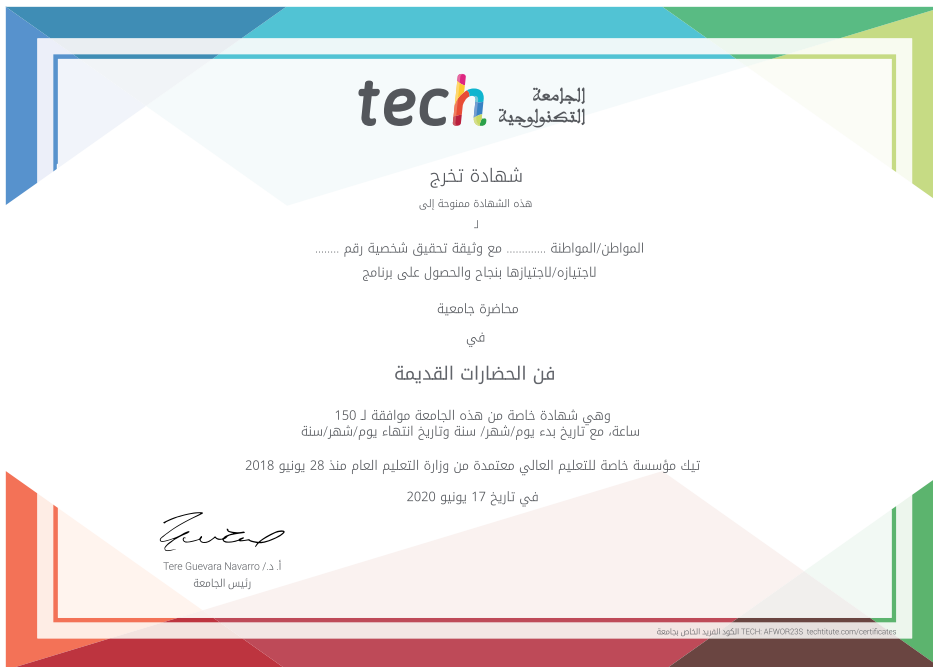 tech الجامعة
التكنولوجية
شهادة تخرج
هذه الشهادة ممنوحة إلى
لـ
المواطن/المواطنة ............. مع وثيقة تحقيق شخصية رقم ........
لاجتيازه/لاجتيازها بنجاح والحصول على برنامج
محاضرة جامعية
في
فن الحضارات القديمة
وهي شهادة خاصة من هذه الجامعة موافقة لـ 150
ساعة، مع تاريخ بدء يوم/شهر/ سنة وتاريخ انتهاء يوم/شهر/سنة
تيك مؤسسة خاصة للتعليم العالي معتمدة من وزارة التعليم العام منذ 28 يونيو 2018
في تاريخ 17 يونيو 2020
أ. د./ Tere Guevara Navarro
رئيس الجامعة
الكود الفريد الخاص بجامعة TECH: AFWOR23S techtitute.com/certificates